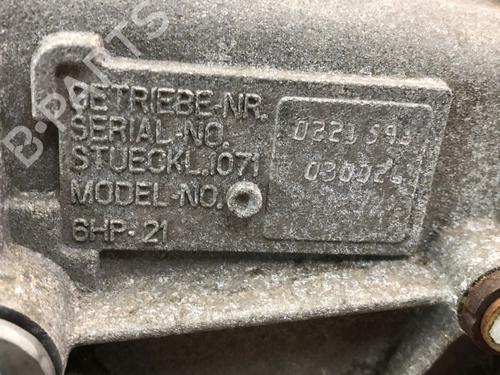 GETRIEBE-NR.
SERIAL-NO.
STUECKL.1071
MODEL-NO.
6HP-21
B-PARTS